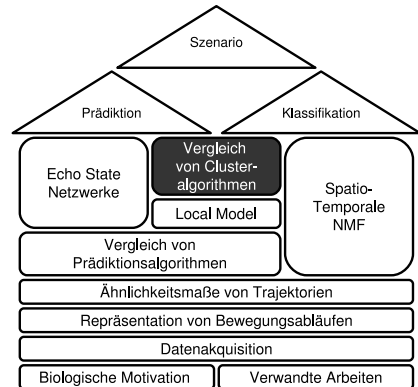 Szenario
Prädiktion
Klassifikation
Echo State
Netzwerke
Vergleich
von Cluster-
algorithmen
Local Model
Spatio-
Temporale
NMF
Vergleich von
Prädiktionsalgorithmen
Ähnlichkeitsmaße von Trajektorien
Repräsentation von Bewegungsabläufen
Datenakquisition
Biologische Motivation
Verwandte Arbeiten